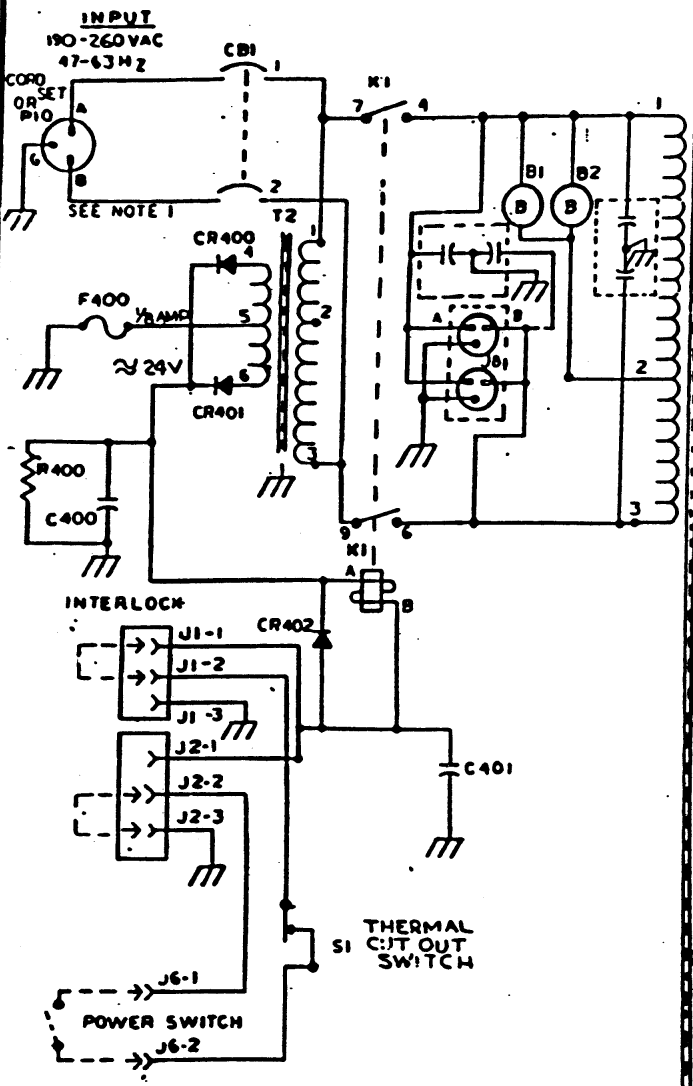 INPUT
190-260 VAC
47-63 Hz
CORD SET
OR
PIO
A
G
B
CB1
1
2
SEE NOTE 1
K1
7
4
1
B1
B2
B
B
T2
CR400
4
1
F400
1/8 AMP
5
2
≈ 24V
6
CR401
3
A
B
J
B1
2
R400
C400
3
9
6
K1
A
B
INTERLOCK
CR402
J1-1
J1-2
J1-3
J2-1
J2-2
J2-3
C401
S1
THERMAL
CUT OUT
SWITCH
J6-1
POWER SWITCH
J6-2